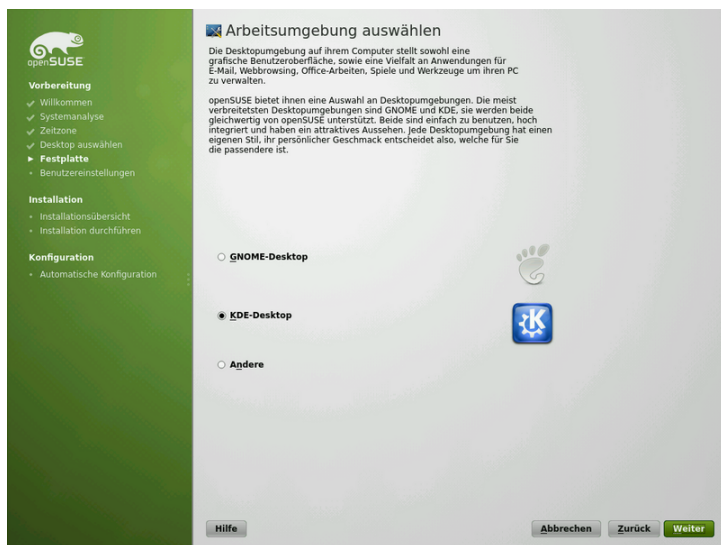 openSUSE
Vorbereitung
Willkommen
Systemanalyse
Zeitzone
Desktop auswählen
Festplatte
Benutzereinstellungen
Installation
Installationsübersicht
Installation durchführen
Konfiguration
Automatische Konfiguration
Arbeitsumgebung auswählen
Die Desktopumgebung auf ihrem Computer stellt sowohl eine
grafische Benutzeroberfläche, sowie eine Vielfalt an Anwendungen für
E-Mail, Webbrowsing, Office-Arbeiten, Spiele und Werkzeuge um ihren PC
zu verwalten.
openSUSE bietet ihnen eine Auswahl an Desktopumgebungen. Die meist
verbreitetsten Desktopumgebungen sind GNOME und KDE, sie werden beide
gleichwertig von openSUSE unterstützt. Beide sind einfach zu benutzen, hoch
integriert und haben ein attraktives Aussehen. Jede Desktopumgebung hat einen
eigenen Stil, ihr persönlicher Geschmack entscheidet also, welche für Sie
die passendere ist.
GNOME-Desktop
KDE-Desktop
K
Andere
Hilfe
Abbrechen
Zurück
Weiter